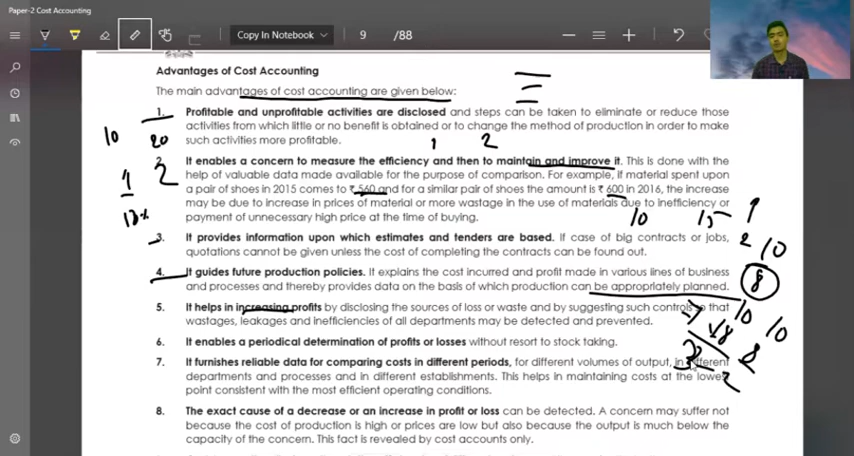 Paper-2 Cost Accounting
Copy In Notebook
9
/88
Advantages of Cost Accounting
The main advantages of cost accounting are given below:
1. Profitable and unprofitable activities are disclosed and steps can be taken to eliminate or reduce those
activities from which little or no benefit is obtained or to change the method of production in order to make
such activities more profitable.
10
20
1
2
2. It enables a concern to measure the efficiency and then to maintain and improve it. This is done with the
help of valuable data made available for the purpose of comparison. For example, if material spent upon
a pair of shoes in 2015 comes to ₹ 560 and for a similar pair of shoes the amount is ₹ 600 in 2016, the increase
may be due to increase in prices of material or more wastage in the use of materials due to inefficiency or
payment of unnecessary high price at the time of buying.
2
10
1
3. It provides information upon which estimates and tenders are based. If case of big contracts or jobs,
quotations cannot be given unless the cost of completing the contracts can be found out.
2 10
4. It guides future production policies. It explains the cost incurred and profit made in various lines of business
and processes and thereby provides data on the basis of which production can be appropriately planned.
8
5. It helps in increasing profits by disclosing the sources of loss or waste and by suggesting such controls so that
wastages, leakages and inefficiencies of all departments may be detected and prevented.
10
10
6. It enables a periodical determination of profits or losses without resort to stock taking.
7. It furnishes reliable data for comparing costs in different periods, for different volumes of output, in different
departments and processes and in different establishments. This helps in maintaining costs at the lowest
point consistent with the most efficient operating conditions.
8. The exact cause of a decrease or an increase in profit or loss can be detected. A concern may suffer not
because the cost of production is high or prices are low but also because the output is much below the
capacity of the concern. This fact is revealed by cost accounts only.